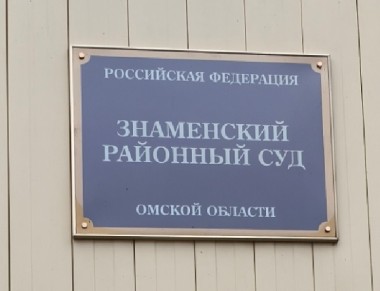 РОССИЙСКАЯ ФЕДЕРАЦИЯ
ЗНАМЕНСКИЙ
РАЙОННЫЙ СУД
ОМСКОЙ ОБЛАСТИ